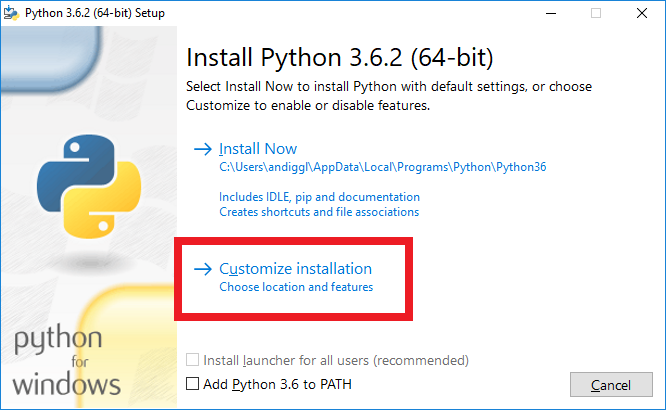 Python 3.6.2 (64-bit) Setup
Install Python 3.6.2 (64-bit)
Select Install Now to install Python with default settings, or choose
Customize to enable or disable features.
Install Now
C:\Users\andiggl\AppData\Local\Programs\Python\Python36
Includes IDLE, pip and documentation
Creates shortcuts and file associations
Customize installation
Choose location and features
python
for
windows
Install launcher for all users (recommended)
Add Python 3.6 to PATH
Cancel